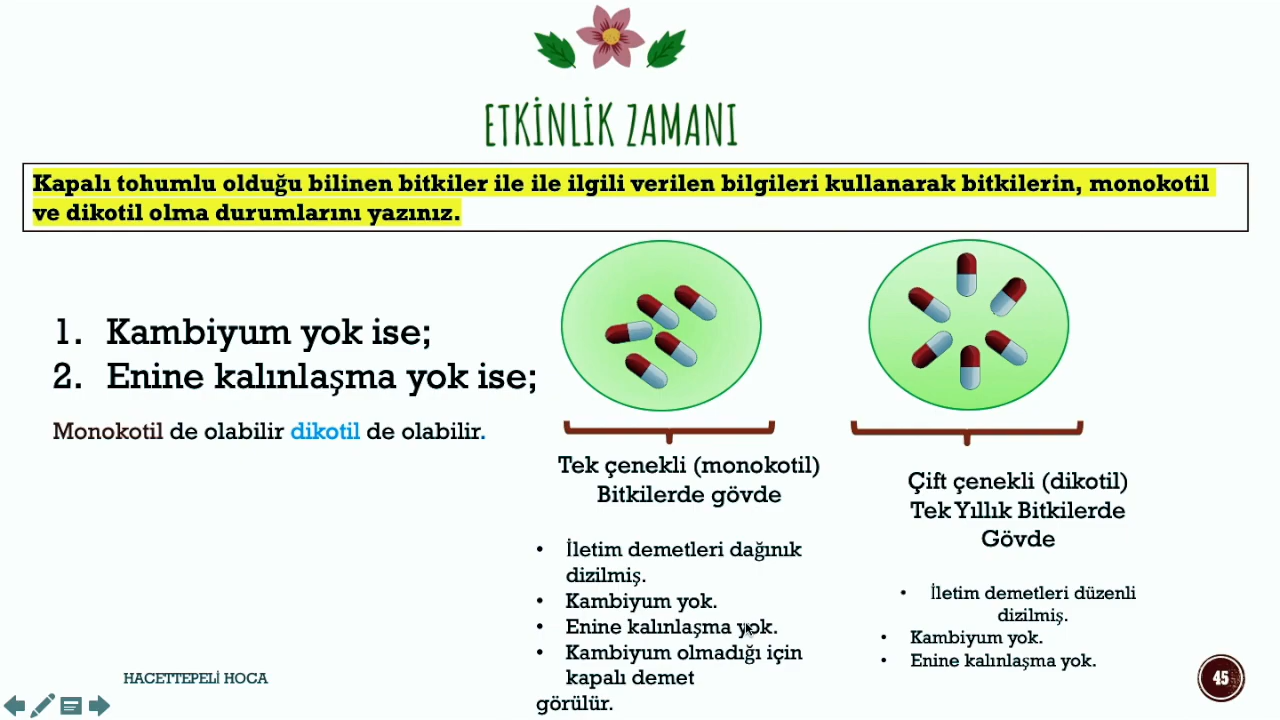 ETKİNLİK ZAMANI
Kapalı tohumlu olduğu bilinen bitkiler ile ile ilgili verilen bilgileri kullanarak bitkilerin, monokotil
ve dikotil olma durumlarını yazınız.
1. Kambiyum yok ise;
2. Enine kalınlaşma yok ise;
Monokotil de olabilir dikotil de olabilir.
Tek çenekli (monokotil)
Bitkilerde gövde
• İletim demetleri dağınık
dizilmiş.
• Kambiyum yok.
• Enine kalınlaşma yok.
• Kambiyum olmadığı için
kapalı demet
görülür.
Çift çenekli (dikotil)
Tek Yıllık Bitkilerde
Gövde
• İletim demetleri düzenli
dizilmiş.
• Kambiyum yok.
• Enine kalınlaşma yok.
HACETTEPELİ HOCA
45